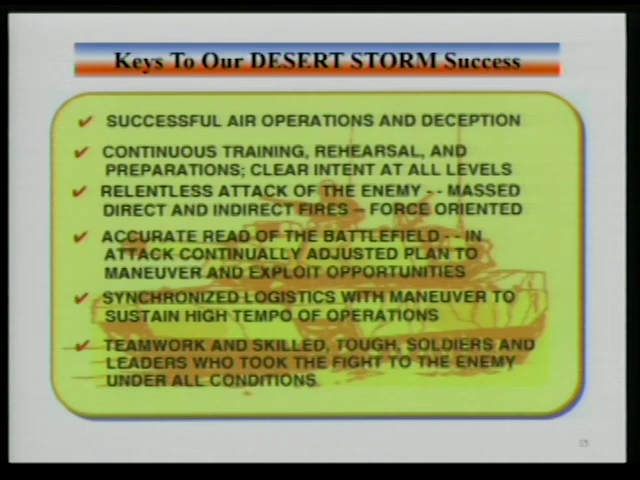 Keys To Our DESERT STORM Success
✔ SUCCESSFUL AIR OPERATIONS AND DECEPTION
✔ CONTINUOUS TRAINING, REHEARSAL, AND
PREPARATIONS; CLEAR INTENT AT ALL LEVELS
✔ RELENTLESS ATTACK OF THE ENEMY - - MASSED
DIRECT AND INDIRECT FIRES -- FORCE ORIENTED
✔ ACCURATE READ OF THE BATTLEFIELD - - IN
ATTACK CONTINUALLY ADJUSTED PLAN TO
MANEUVER AND EXPLOIT OPPORTUNITIES
✔ SYNCHRONIZED LOGISTICS WITH MANEUVER TO
SUSTAIN HIGH TEMPO OF OPERATIONS
✔ TEAMWORK AND SKILLED, TOUGH, SOLDIERS AND
LEADERS WHO TOOK THE FIGHT TO THE ENEMY
UNDER ALL CONDITIONS